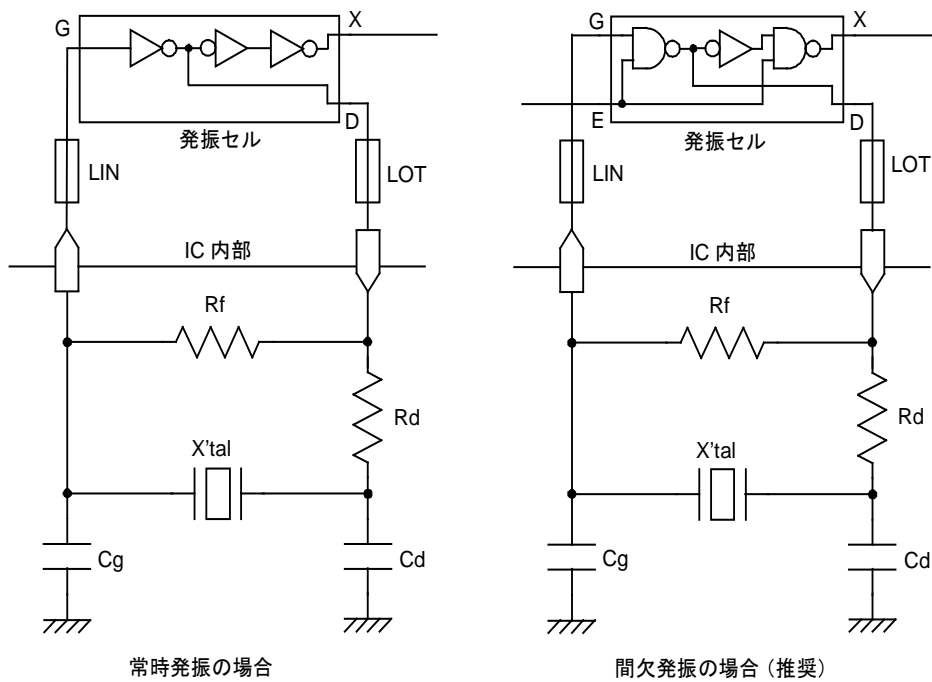 G
X
D
発振セル
LIN
LOT
IC 内部
Rf
Rd
X'tal
Cg
Cd
常時発振の場合
G
X
E
D
発振セル
LIN
LOT
IC 内部
Rf
Rd
X'tal
Cg
Cd
間欠発振の場合（推奨）